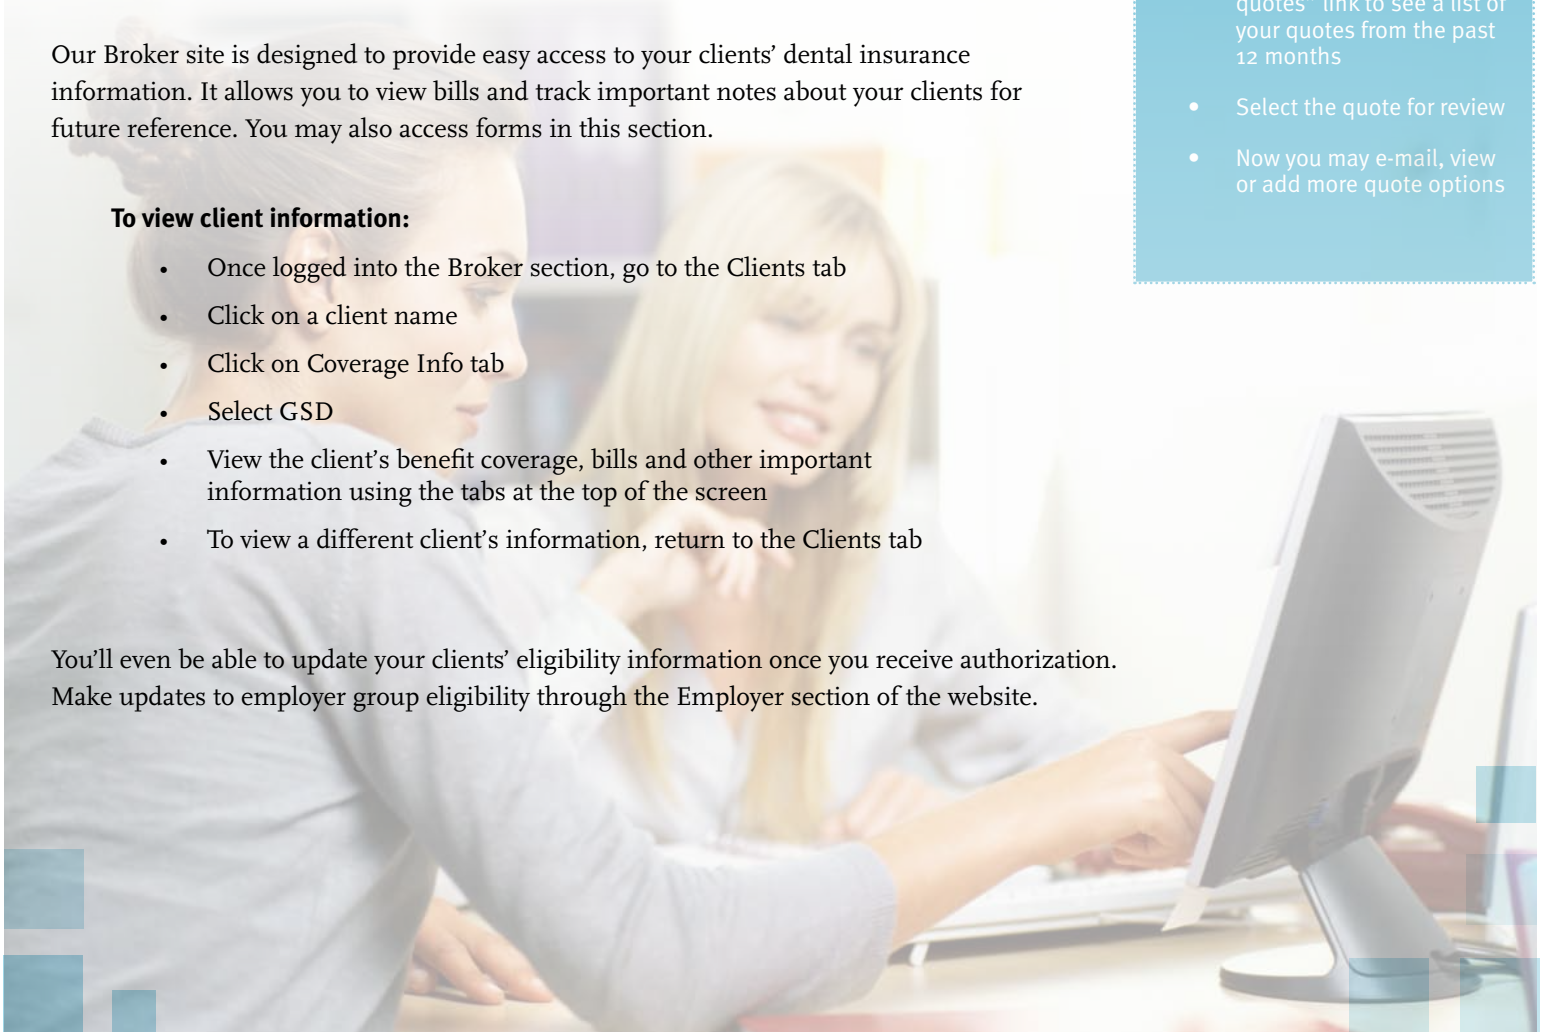 Our Broker site is designed to provide easy access to your clients’ dental insurance
information. It allows you to view bills and track important notes about your clients for
future reference. You may also access forms in this section.
To view client information:
• Once logged into the Broker section, go to the Clients tab
• Click on a client name
• Click on Coverage Info tab
• Select GSD
• View the client’s benefit coverage, bills and other important
information using the tabs at the top of the screen
• To view a different client’s information, return to the Clients tab
You’ll even be able to update your clients’ eligibility information once you receive authorization.
Make updates to employer group eligibility through the Employer section of the website.
quotes” link to see a list of
your quotes from the past
12 months
• Select the quote for review
• Now you may e-mail, view
or add more quote options